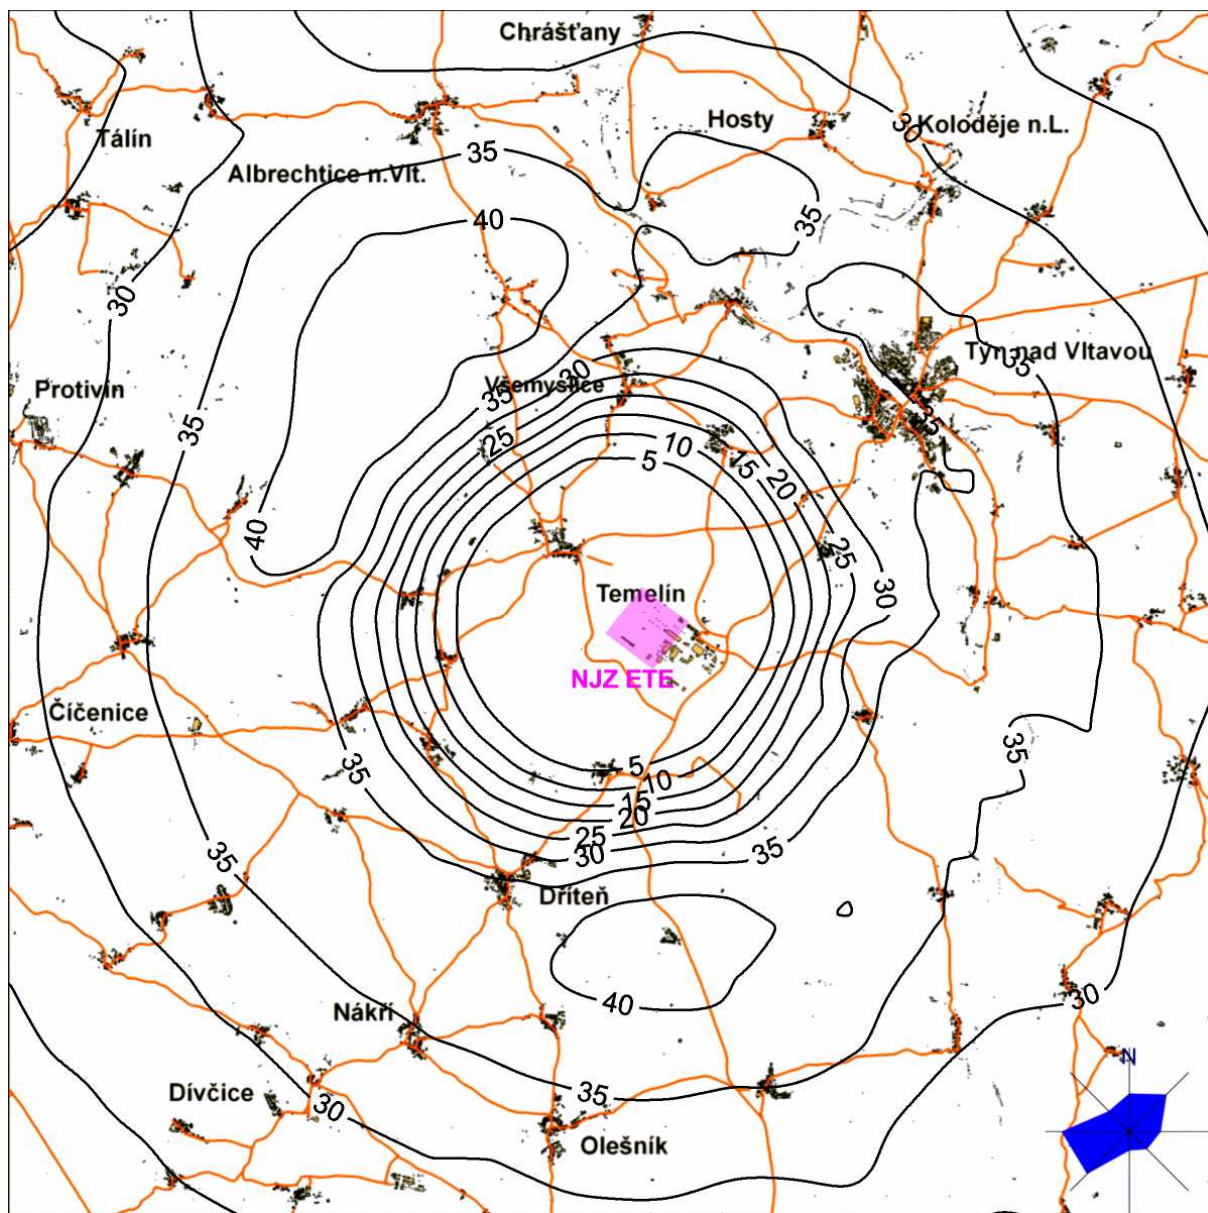 Chrášťany
Hosty
Koloděje n.L.
30
Tálín
35
Albrechtice n.Vlt.
40
35
30
Týn nad Vltavou
35
Protivín
30
Všemyslice
35
35
35
25
10
5
15
20
40
25
30
Temelín
NJZ ETE
Číčenice
35
35
5
10
15
20
25
30
35
35
Dříteň
40
30
Nákří
N
35
Dívčice
30
Olešník